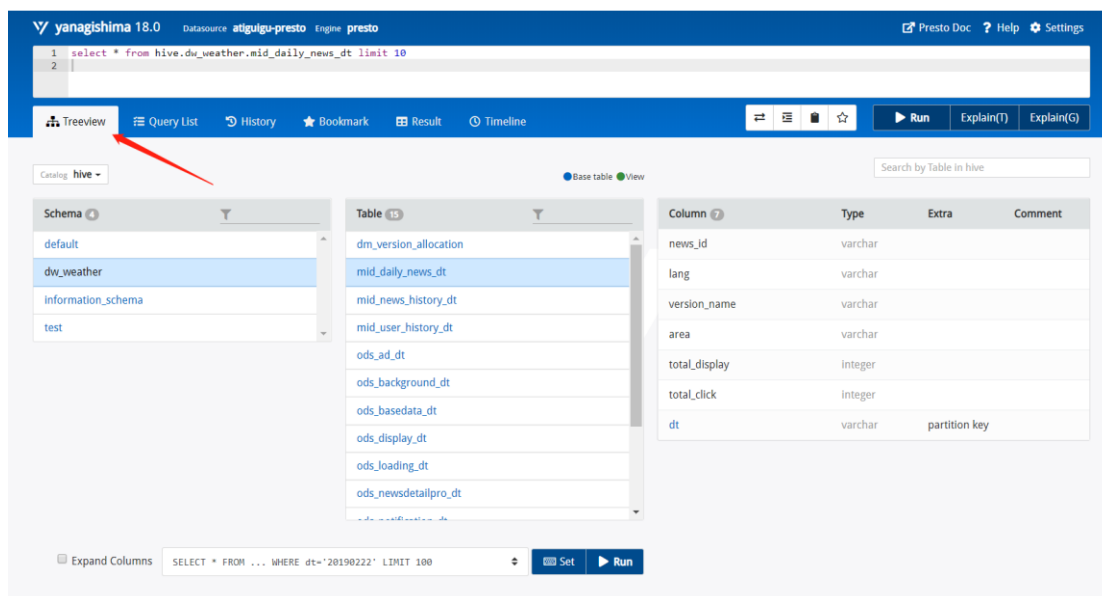 yanagishima 18.0 Datasource atiguigu-presto Engine presto Presto Doc ? Help Settings
1 select * from hive.dw_weather.mid_daily_news_dt limit 10
2
Treeview Query List History Bookmark Result Timeline Run Explain(T) Explain(G)
Catalog hive Base table View Search by Table in hive
Schema 4 Table 15 Column 7 Type Extra Comment
default dm_version_allocation news_id varchar
dw_weather mid_daily_news_dt lang varchar
information_schema mid_news_history_dt version_name varchar
test mid_user_history_dt area varchar
ods_ad_dt total_display integer
ods_background_dt total_click integer
ods_basedata_dt dt varchar partition key
ods_display_dt
ods_loading_dt
ods_newsdetailpro_dt
Expand Columns SELECT * FROM ... WHERE dt='20190222' LIMIT 100 Set Run